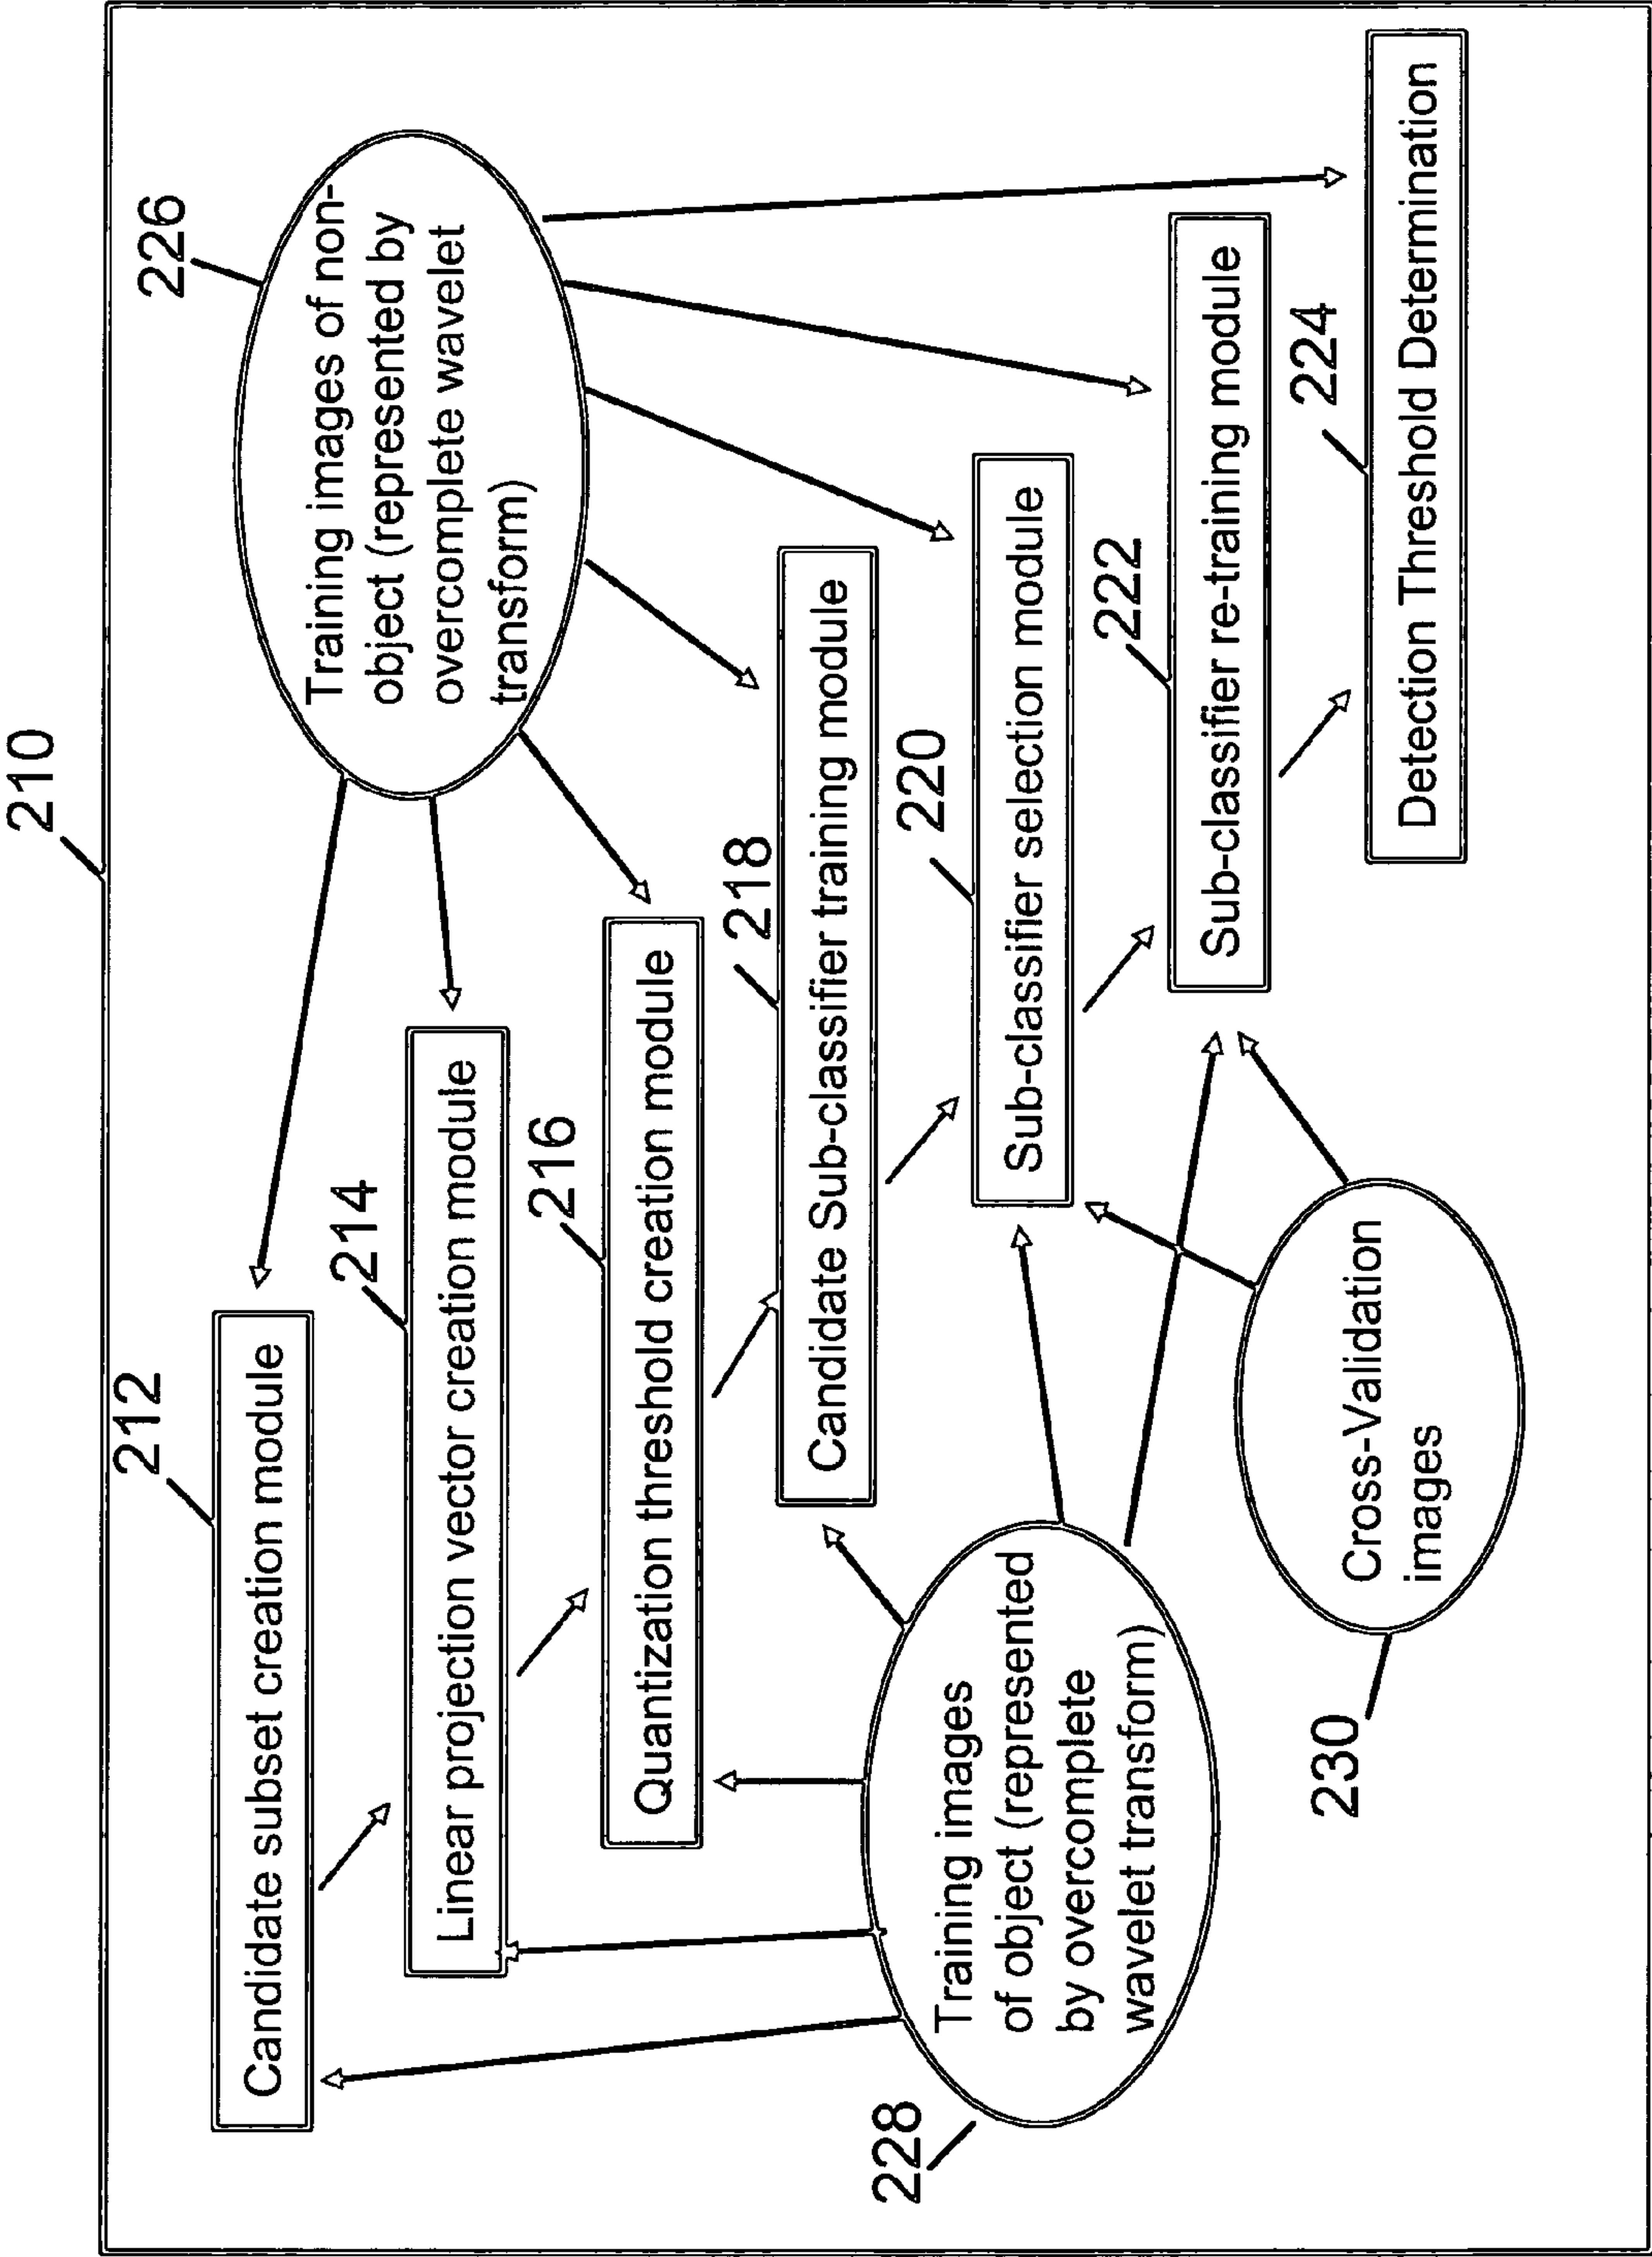 210
212
Candidate subset creation module
214
Linear projection vector creation module
216
Quantization threshold creation module
218
Candidate Sub-classifier training module
220
Sub-classifier selection module
222
Sub-classifier re-training module
224
Detection Threshold Determination
226
Training images of non-
object (represented by
overcomplete wavelet
transform)
228
Training images
of object (represented
by overcomplete
wavelet transform)
230
Cross-Validation
images